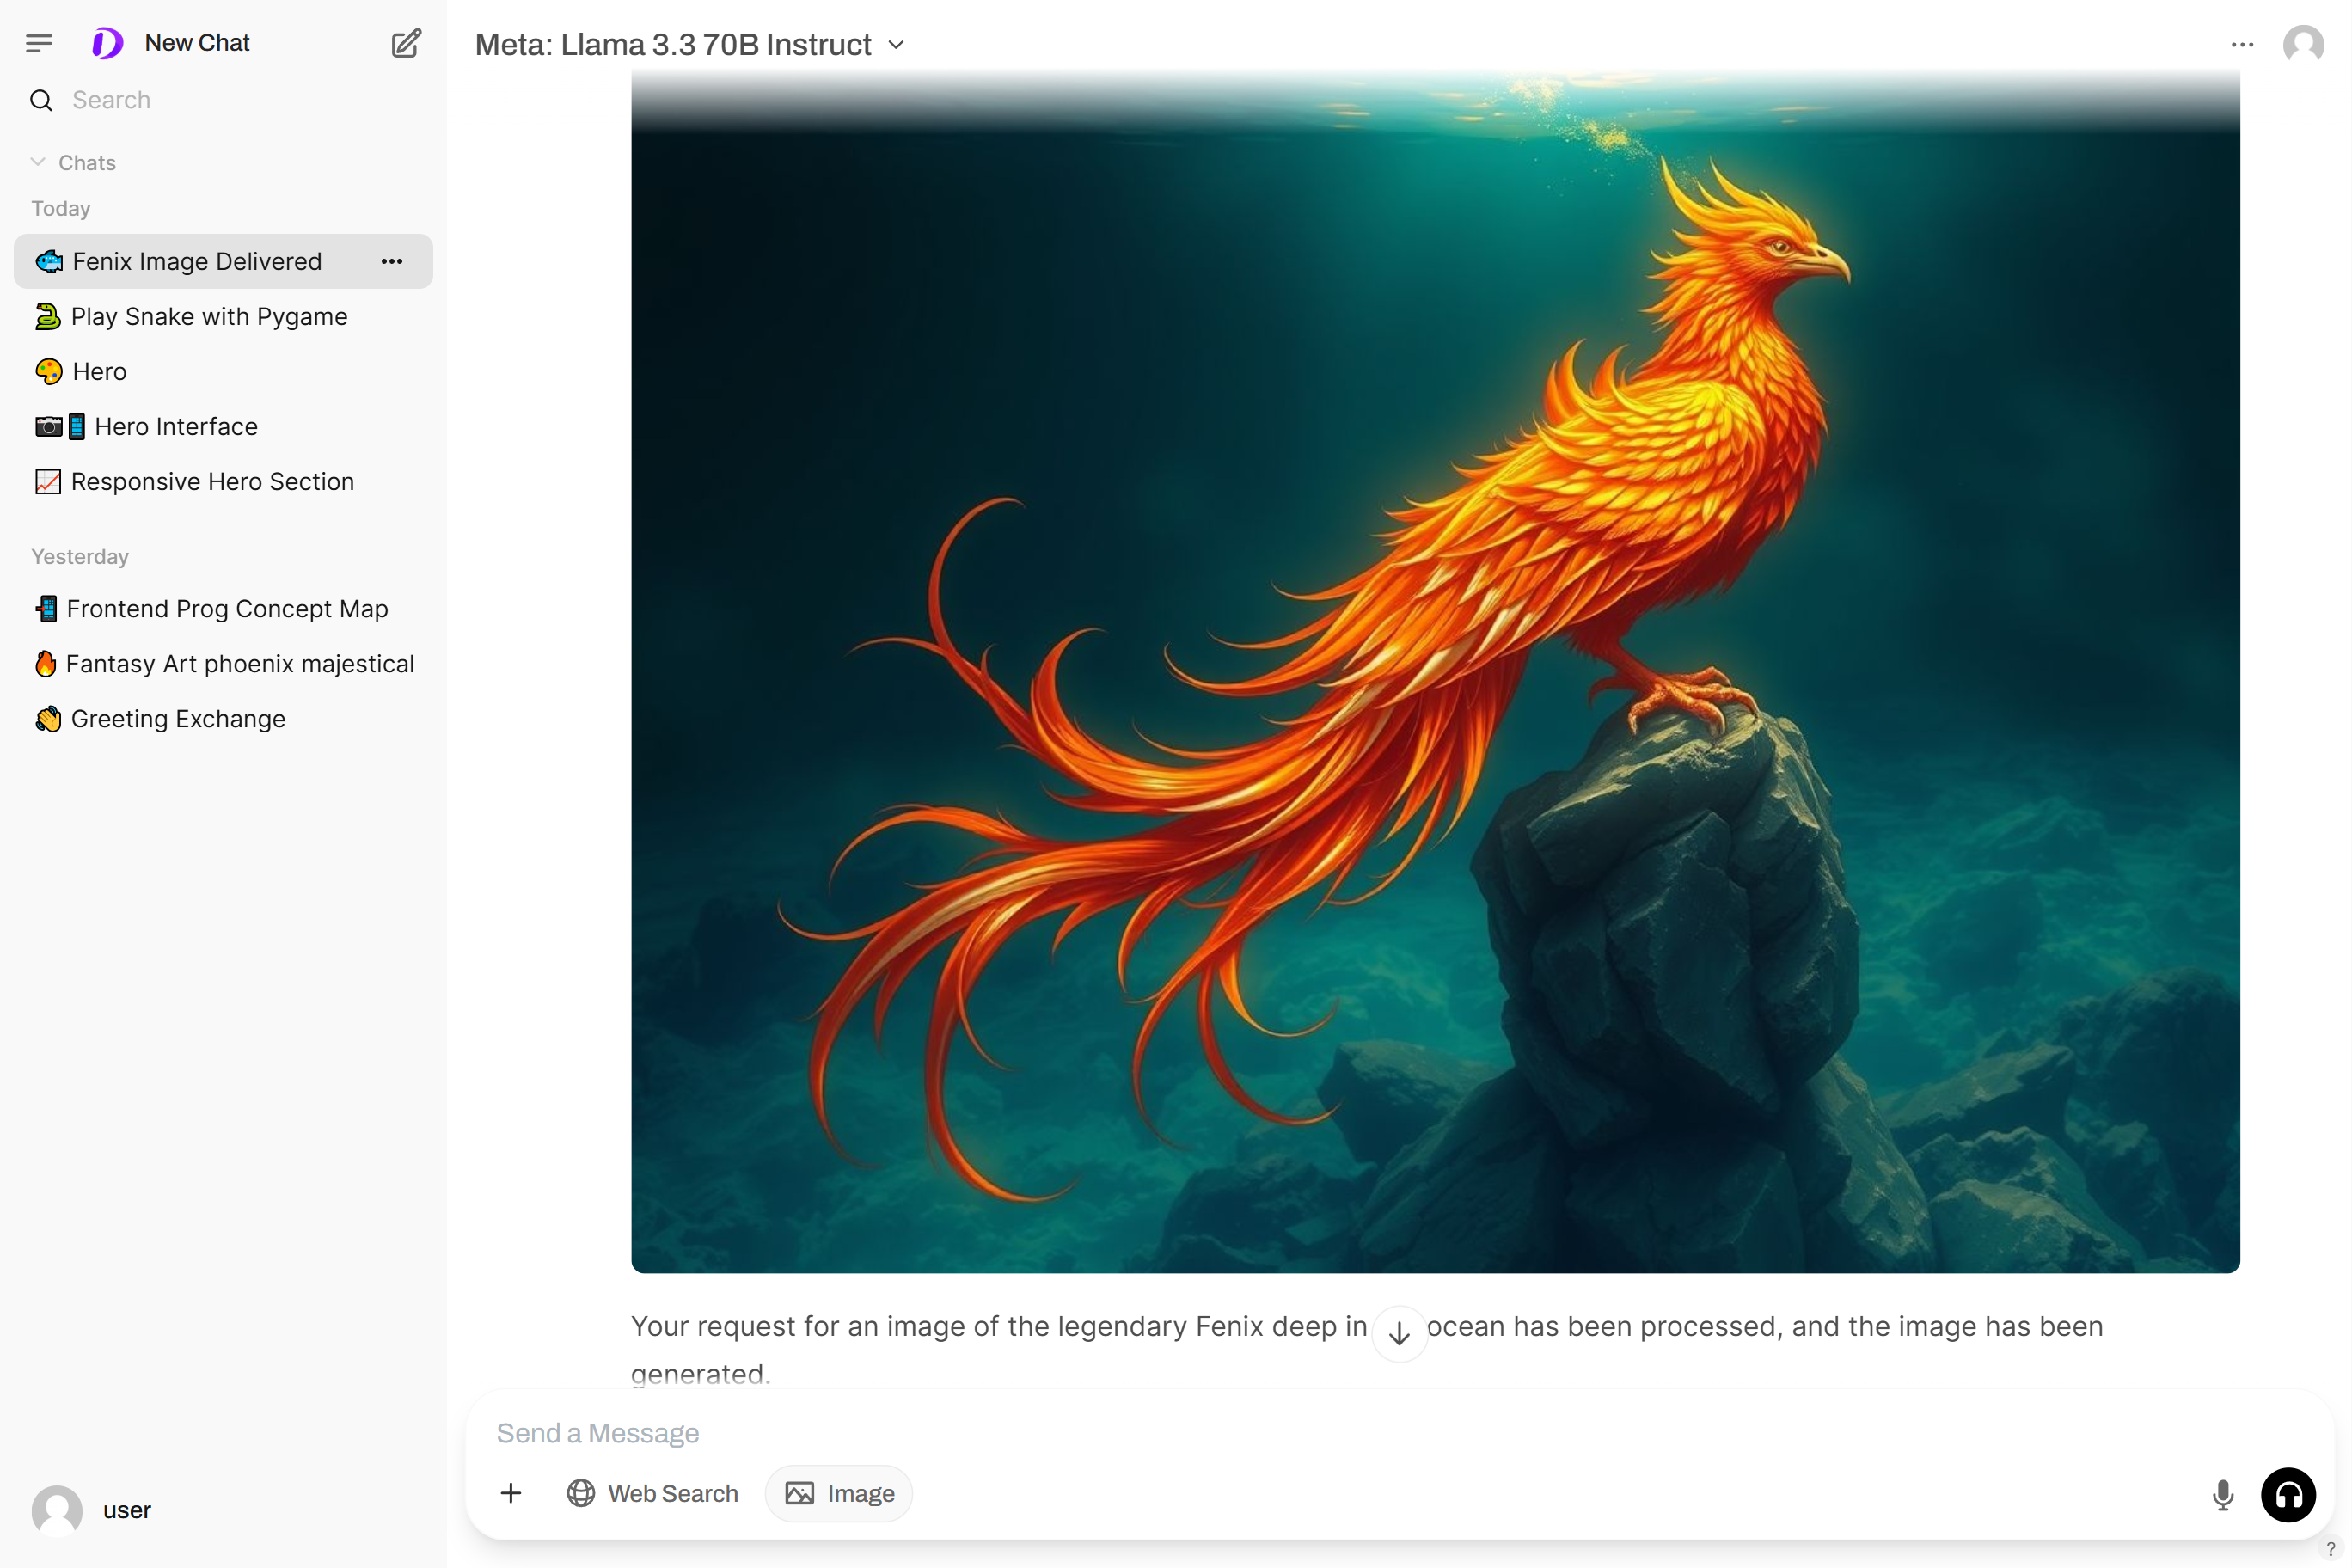 New Chat
Search
Chats
Today
Fenix Image Delivered
Play Snake with Pygame
Hero
Hero Interface
Responsive Hero Section
Yesterday
Frontend Prog Concept Map
Fantasy Art phoenix majestical
Greeting Exchange
user
Meta: Llama 3.3 70B Instruct
Your request for an image of the legendary Fenix deep in ocean has been processed, and the image has been
generated.
Send a Message
Web Search
Image
?